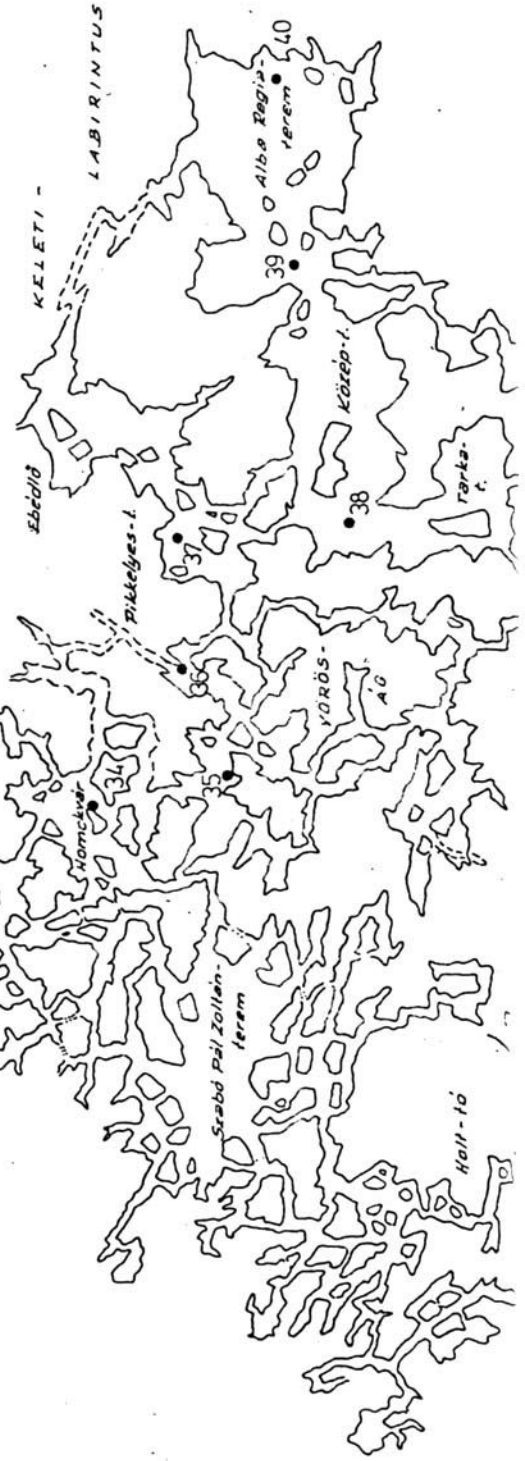 KELETI -
LABIRINTUS
Ebédlő
Alba Regia-
terem
40
39
Pikkelyes-t.
37
Közép-t.
38
Tarka-
t.
36
VÖRÖS-
ÁG
35
34
Homokvár
Szabó Pál Zoltán-
terem
Holt-tó